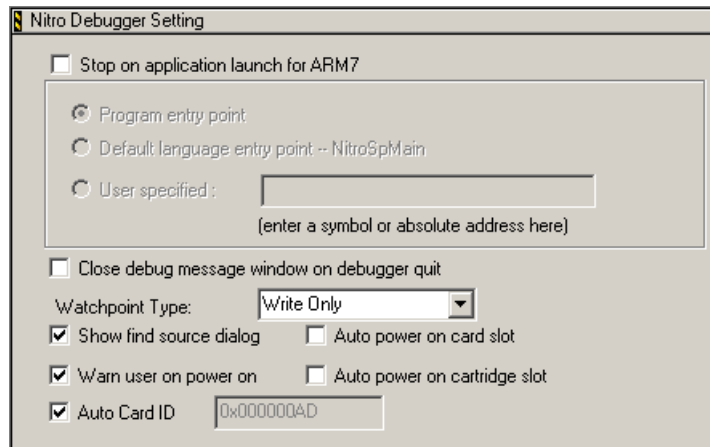 Nitro Debugger Setting
Stop on application launch for ARM7
Program entry point
Default language entry point -- NitroSpMain
User specified :
(enter a symbol or absolute address here)
Close debug message window on debugger quit
Watchpoint Type: Write Only
Show find source dialog Auto power on card slot
Warn user on power on Auto power on cartridge slot
Auto Card ID 0x000000AD